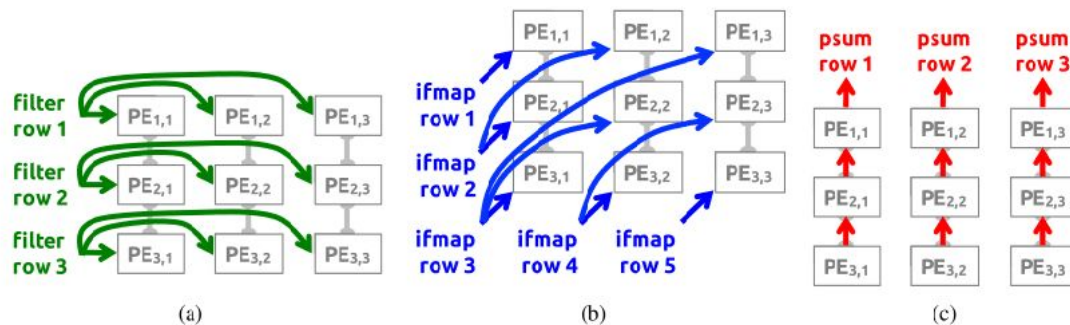 filter
row 1
PE1,1
PE1,2
PE1,3
filter
row 2
PE2,1
PE2,2
PE2,3
filter
row 3
PE3,1
PE3,2
PE3,3
(a)
PE1,1
PE1,2
PE1,3
ifmap
row 1
PE2,1
PE2,2
PE2,3
ifmap
row 2
PE3,1
PE3,2
PE3,3
ifmap
row 3
ifmap
row 4
ifmap
row 5
(b)
psum
row 1
psum
row 2
psum
row 3
PE1,1
PE1,2
PE1,3
PE2,1
PE2,2
PE2,3
PE3,1
PE3,2
PE3,3
(c)